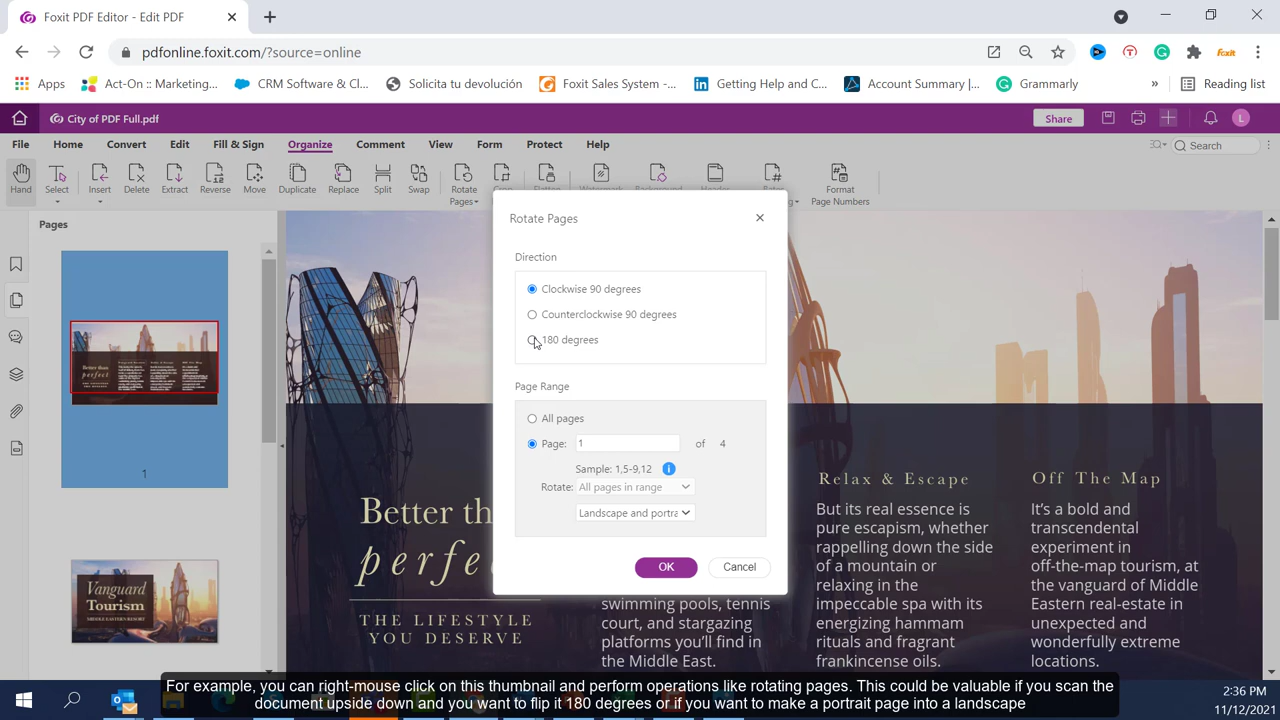 Foxit PDF Editor - Edit PDF
pdfonline.foxit.com/?source=online
Apps Act-On :: Marketing... CRM Software & Cl... Solicita tu devolución Foxit Sales System -... Getting Help and C... Account Summary |... Grammarly » Reading list
City of PDF Full.pdf Share L
File Home Convert Edit Fill & Sign Organize Comment View Form Protect Help Search
Hand Select Insert Delete Extract Reverse Move Duplicate Replace Split Swap Rotate Pages Format Page Numbers
Pages
Rotate Pages
Direction
Clockwise 90 degrees
Counterclockwise 90 degrees
180 degrees
Page Range
All pages
Page: 1 of 4
Sample: 1,5-9,12
Rotate: All pages in range
Landscape and portra
OK Cancel
1
Better than
perfect
Vanguard
Tourism
MIDDLE EASTERN RESORT
Better th
perfe
THE LIFESTYLE
YOU DESERVE
swimming pools, tennis
court, and stargazing
platforms you'll find in
the Middle East.
Relax & Escape
But its real essence is
pure escapism, whether
rappelling down the side
of a mountain or
relaxing in the
impeccable spa with its
energizing hammam
rituals and fragrant
frankincense oils.
Off The Map
It's a bold and
transcendental
experiment in
off-the-map tourism, at
the vanguard of Middle
Eastern real-estate in
unexpected and
wonderfully extreme
locations.
For example, you can right-mouse click on this thumbnail and perform operations like rotating pages. This could be valuable if you scan the
document upside down and you want to flip it 180 degrees or if you want to make a portrait page into a landscape
2:36 PM
11/12/2021